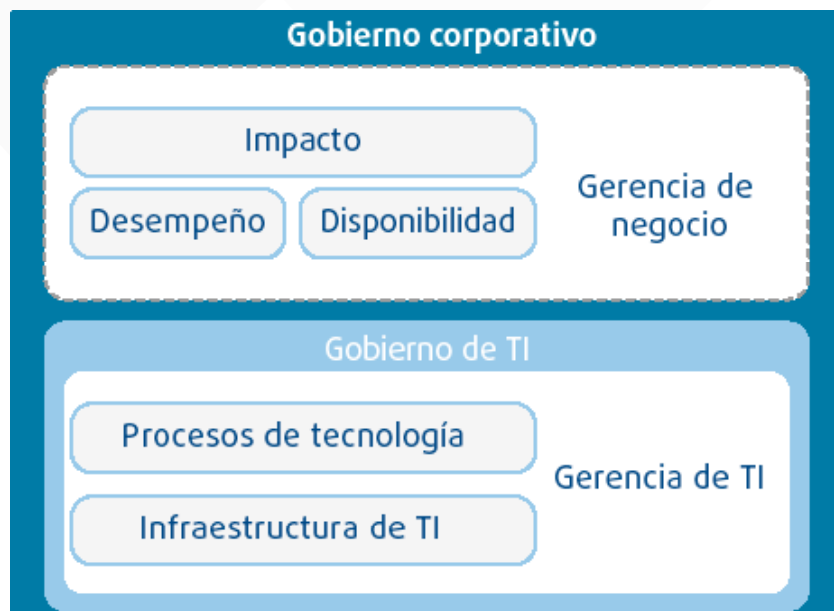 Gobierno corporativo
Impacto
Desempeño
Disponibilidad
Gerencia de
negocio
Gobierno de TI
Procesos de tecnología
Infraestructura de TI
Gerencia de TI